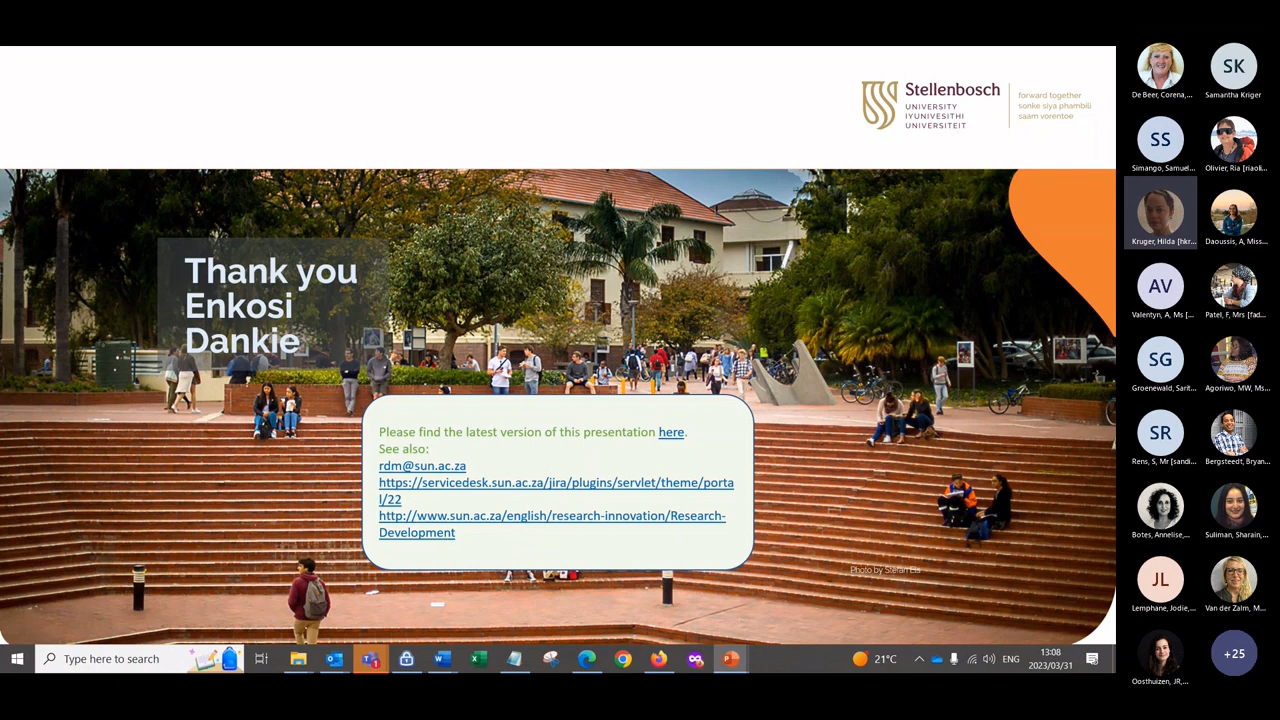 Stellenbosch
UNIVERSITY
IYUNIVESITHI
UNIVERSITEIT
forward together
sonke siya phambili
saam vorentoe
Thank you
Enkosi
Dankie
Please find the latest version of this presentation here.
See also:
rdm@sun.ac.za
https://servicedesk.sun.ac.za/jira/plugins/servlet/theme/porta
l/22
http://www.sun.ac.za/english/research-innovation/Research-
Development
Photo by Stefan Els
De Beer, Corena,...
SK
Samantha Kriger
SS
Simango, Samuel...
Olivier, Ria [riaoli...
Kruger, Hilda [hkr...
Daoussis, A, Miss...
AV
Valentyn, A, Ms [...
Patel, F, Mrs [fad...
SG
Groenewald, Sarit...
Agoriwo, MW, Ms...
SR
Rens, S, Mr [sandi...
Bergsteedt, Bryan...
Botes, Annelise,...
Suliman, Sharain,...
JL
Lemphane, Jodie,...
Van der Zalm, M...
Oosthuizen, JR,...
+25
Type here to search
21°C
ENG
13:08
2023/03/31